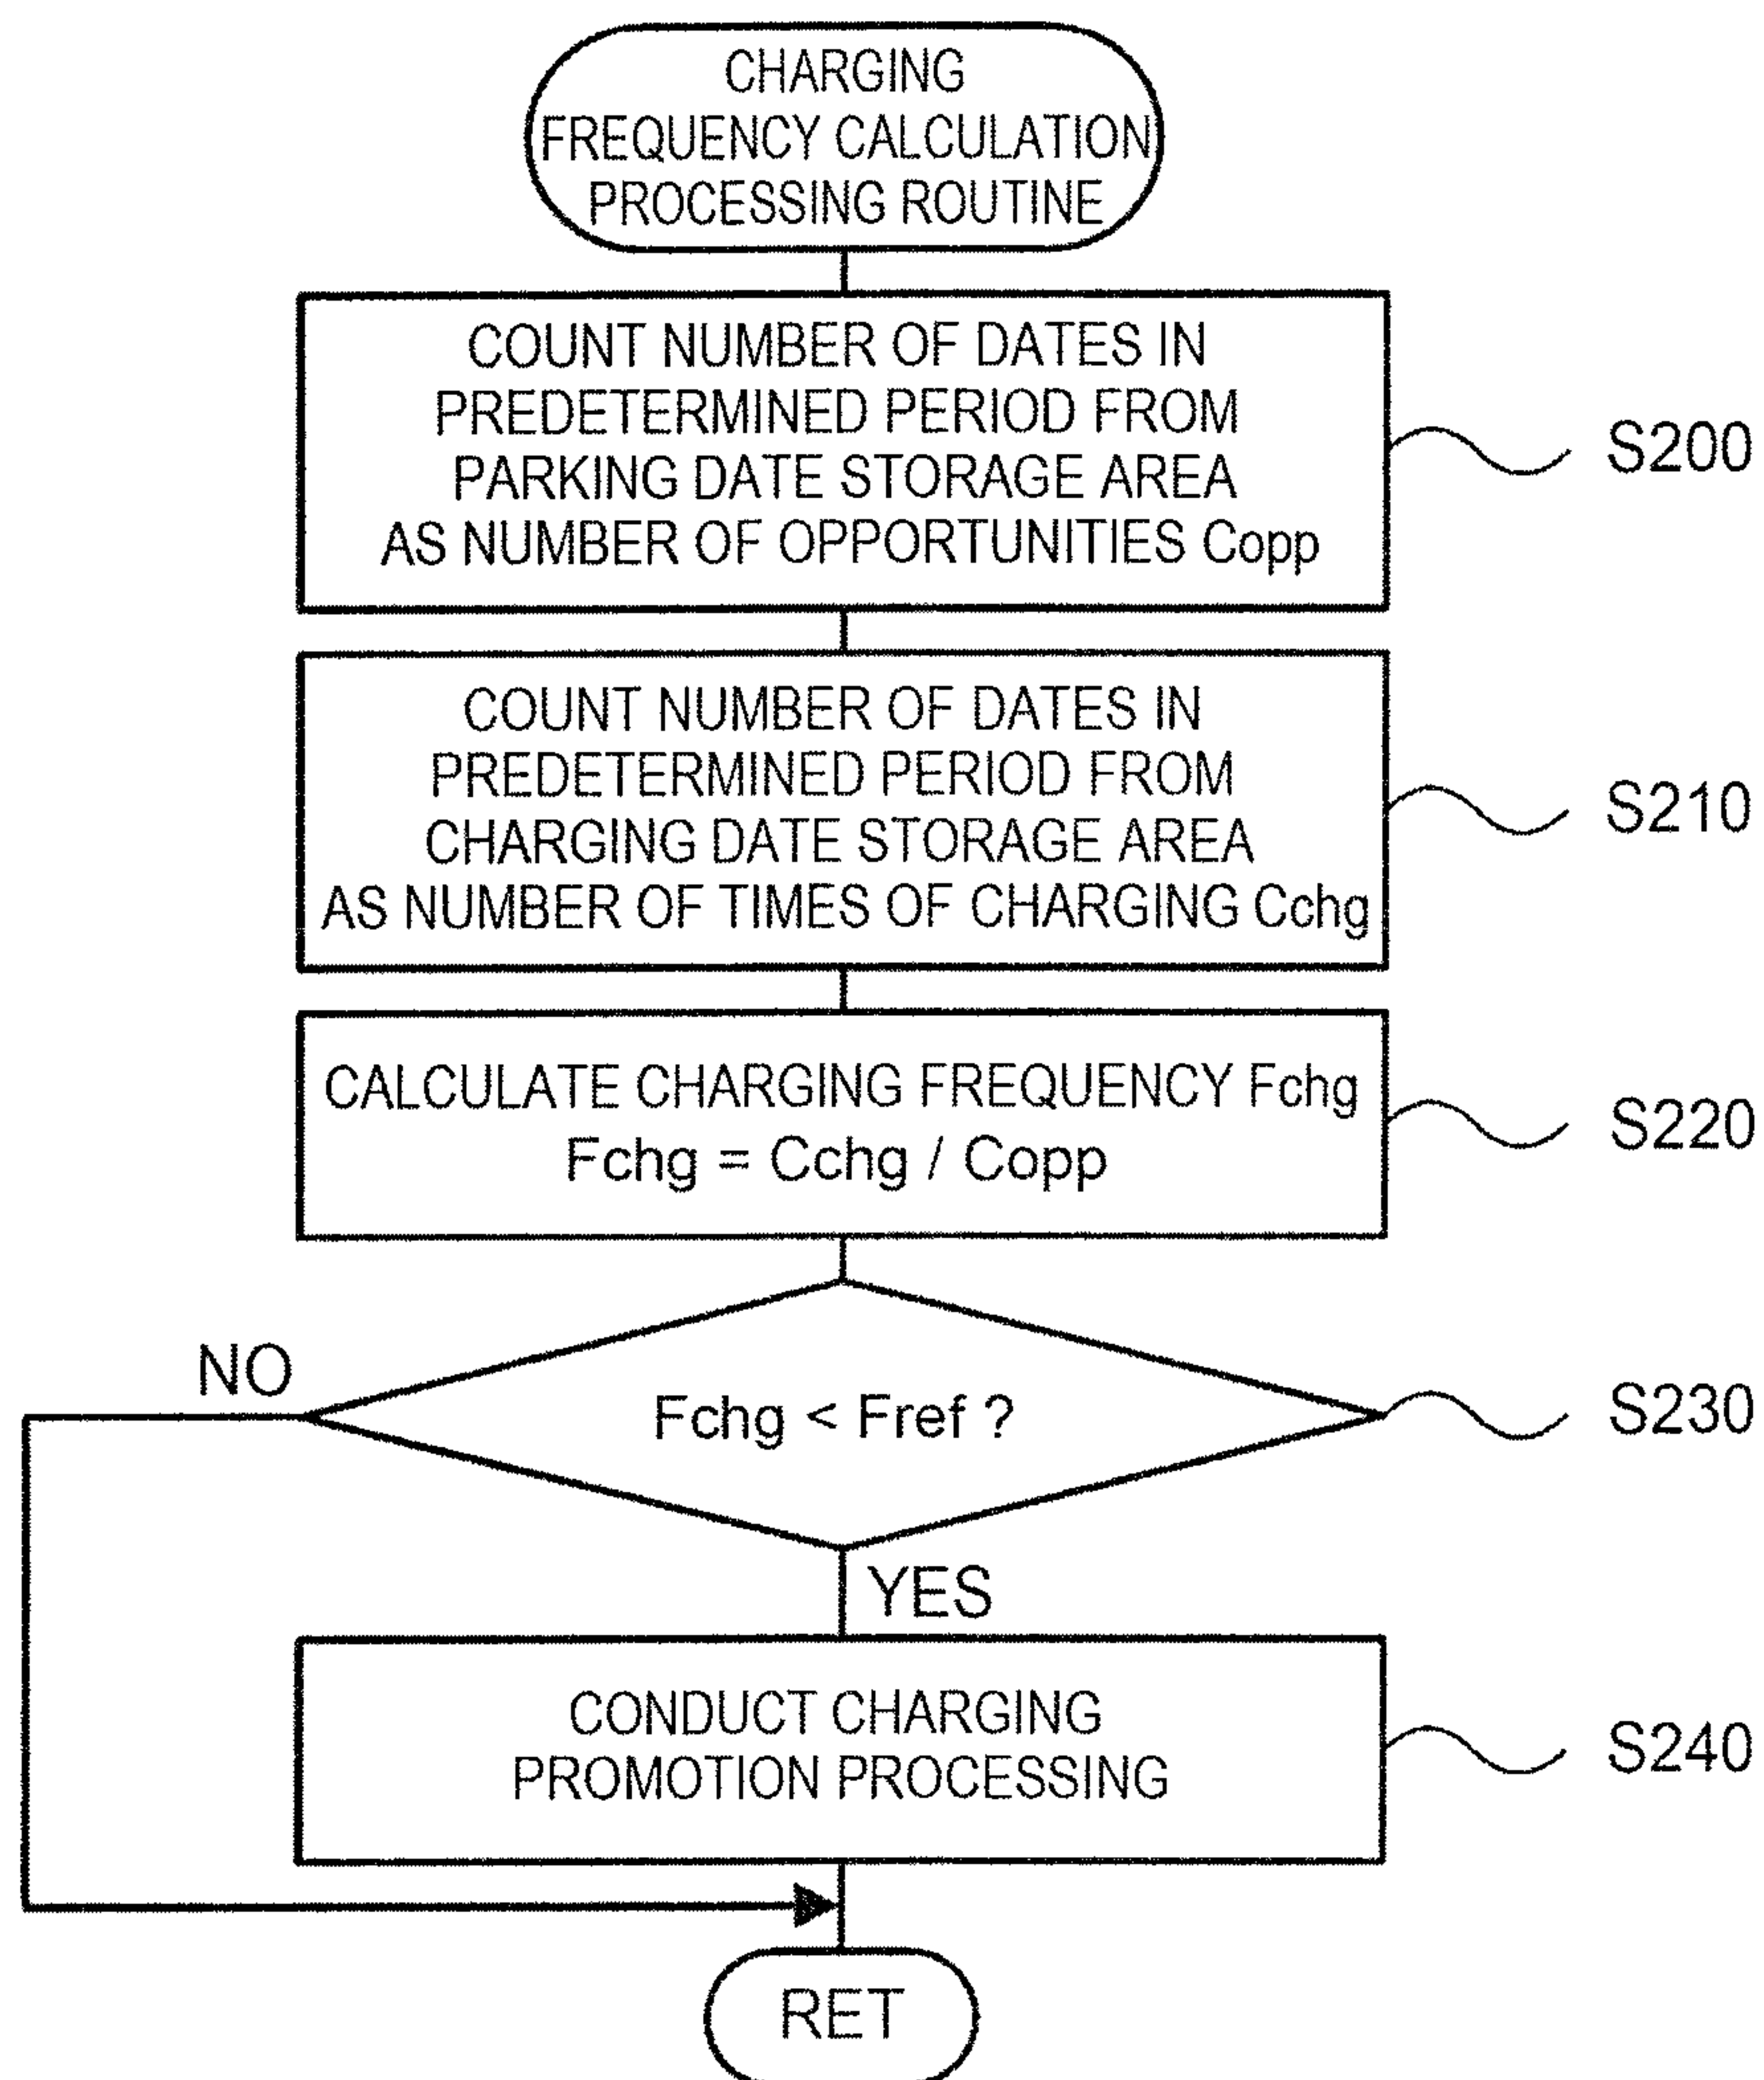 CHARGING
FREQUENCY CALCULATION
PROCESSING ROUTINE
COUNT NUMBER OF DATES IN
PREDETERMINED PERIOD FROM
PARKING DATE STORAGE AREA
AS NUMBER OF OPPORTUNITIES Copp
S200
COUNT NUMBER OF DATES IN
PREDETERMINED PERIOD FROM
CHARGING DATE STORAGE AREA
AS NUMBER OF TIMES OF CHARGING Cchg
S210
CALCULATE CHARGING FREQUENCY Fchg
Fchg = Cchg / Copp
S220
NO
Fchg < Fref ?
S230
YES
CONDUCT CHARGING
PROMOTION PROCESSING
S240
RET